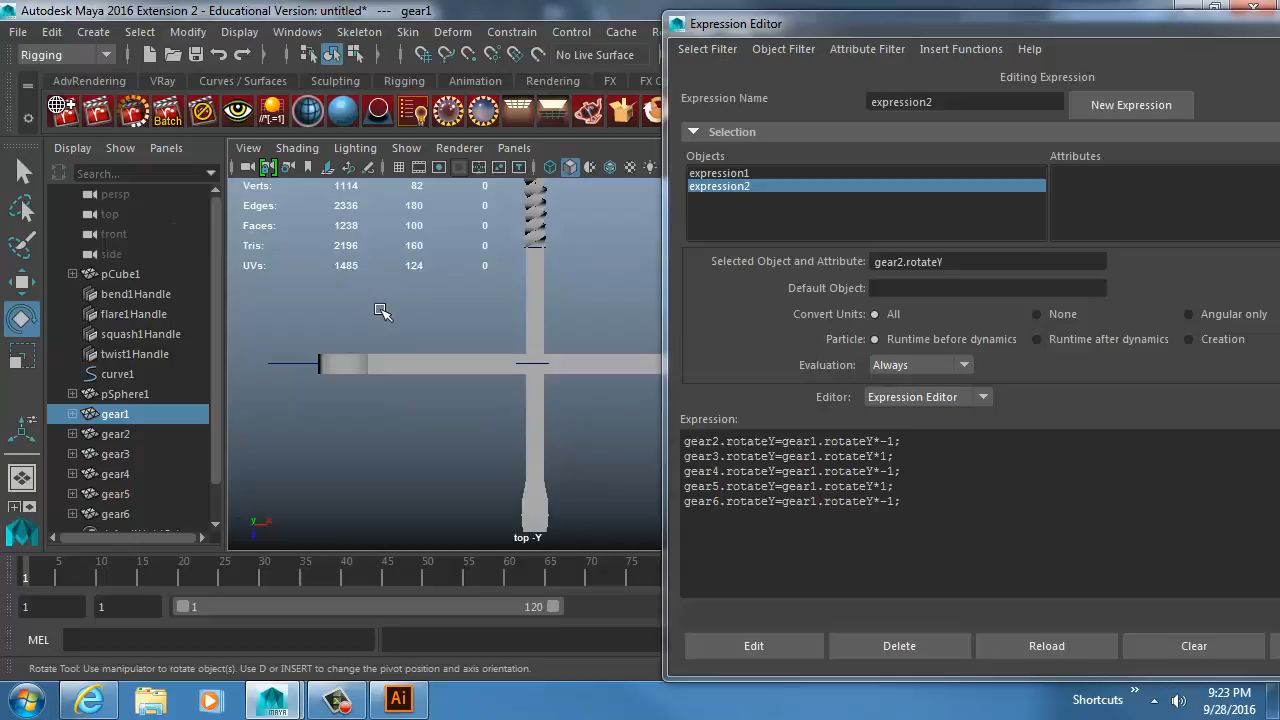 Autodesk Maya 2016 Extension 2 - Educational Version: untitled*   ---   gear1
Expression Editor
File Edit Create Select Modify Display Windows Skeleton Skin Deform Constrain Control Cache
Select Filter Object Filter Attribute Filter Insert Functions Help
Rigging
No Live Surface
Editing Expression
AdvRendering VRay Curves / Surfaces Sculpting Rigging Animation Rendering FX FX C
Expression Name expression2 New Expression
Batch
//*[.=1]
Selection
Display Show Panels
View Shading Lighting Show Renderer Panels
Objects Attributes
Search...
expression1
expression2
persp
top
front
side
pCube1
bend1Handle
flare1Handle
squash1Handle
twist1Handle
curve1
pSphere1
gear1
gear2
gear3
gear4
gear5
gear6
Verts: 1114 82 0
Edges: 2336 180 0
Faces: 1238 100 0
Tris: 2196 160 0
UVs: 1485 124 0
top -Y
Selected Object and Attribute: gear2.rotateY
Default Object:
Convert Units: All None Angular only
Particle: Runtime before dynamics Runtime after dynamics Creation
Evaluation: Always
Editor: Expression Editor
Expression:
gear2.rotateY=gear1.rotateY*-1;
gear3.rotateY=gear1.rotateY*1;
gear4.rotateY=gear1.rotateY*-1;
gear5.rotateY=gear1.rotateY*1;
gear6.rotateY=gear1.rotateY*-1;
Edit Delete Reload Clear
1 5 10 15 20 25 30 35 40 45 50 55 60 65 70 75
1 1 1 120
MEL
Rotate Tool: Use manipulator to rotate object(s). Use D or INSERT to change the pivot position and axis orientation.
MAYA
Ai
Shortcuts
9:23 PM
9/28/2016